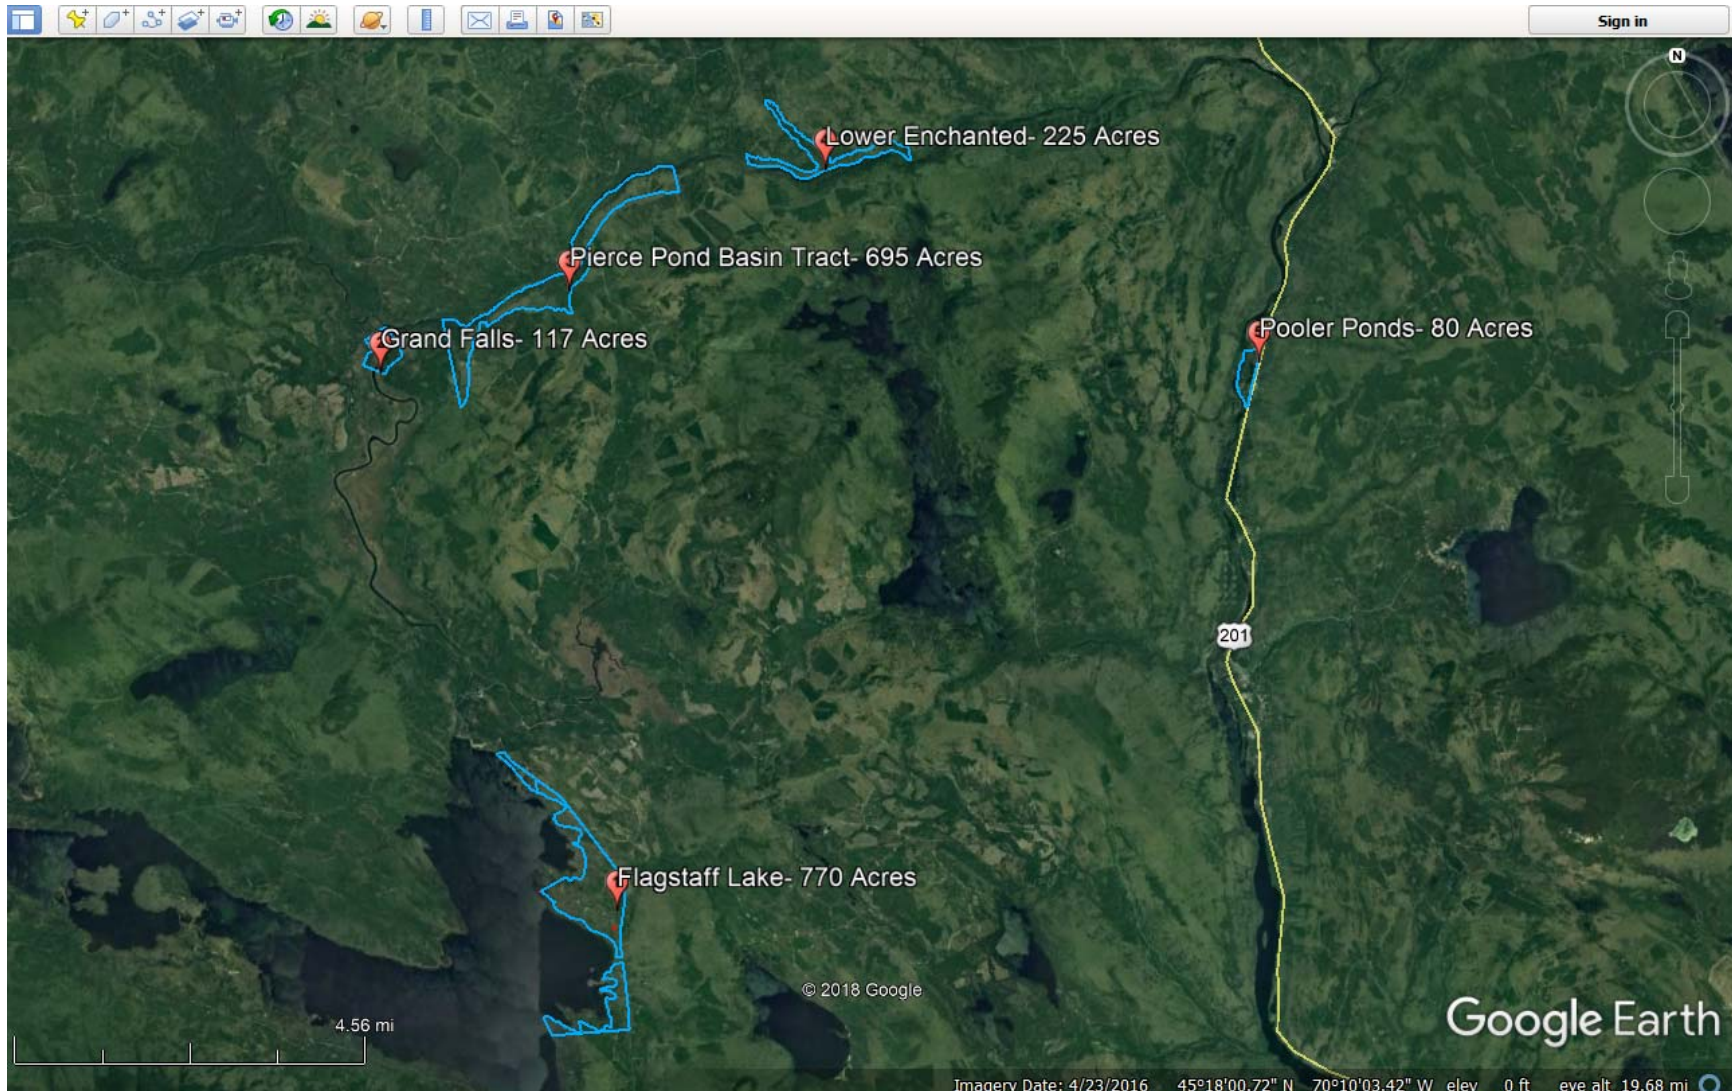 Sign in
N
Lower Enchanted- 225 Acres
Pierce Pond Basin Tract- 695 Acres
Grand Falls- 117 Acres
Pooler Ponds- 80 Acres
201
Flagstaff Lake- 770 Acres
© 2018 Google
Google Earth
4.56 mi
Imagery Date: 4/23/2016 45°18'00.72" N 70°10'03.42" W elev 0 ft eye alt 19.68 mi